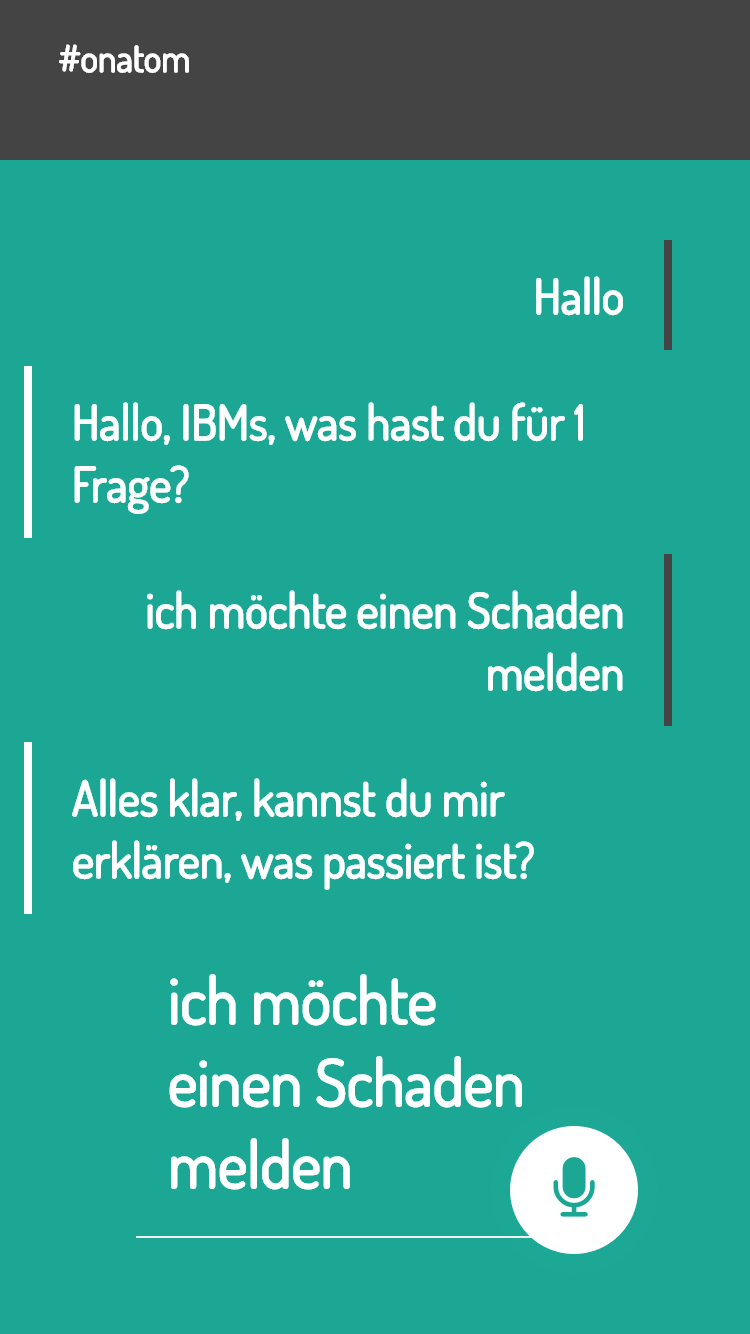 #onatom
Hallo
Hallo, IBMs, was hast du für 1
Frage?
ich möchte einen Schaden
melden
Alles klar, kannst du mir
erklären, was passiert ist?
ich möchte
einen Schaden
melden